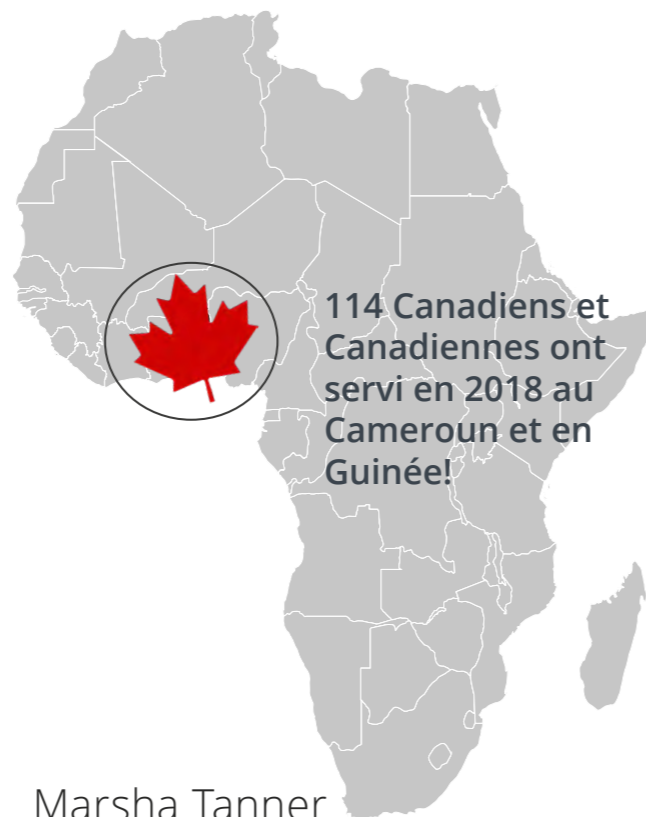 114 Canadiens et
Canadiennes ont
servi en 2018 au
Cameroun et en
Guinée!
Marsha Tanner